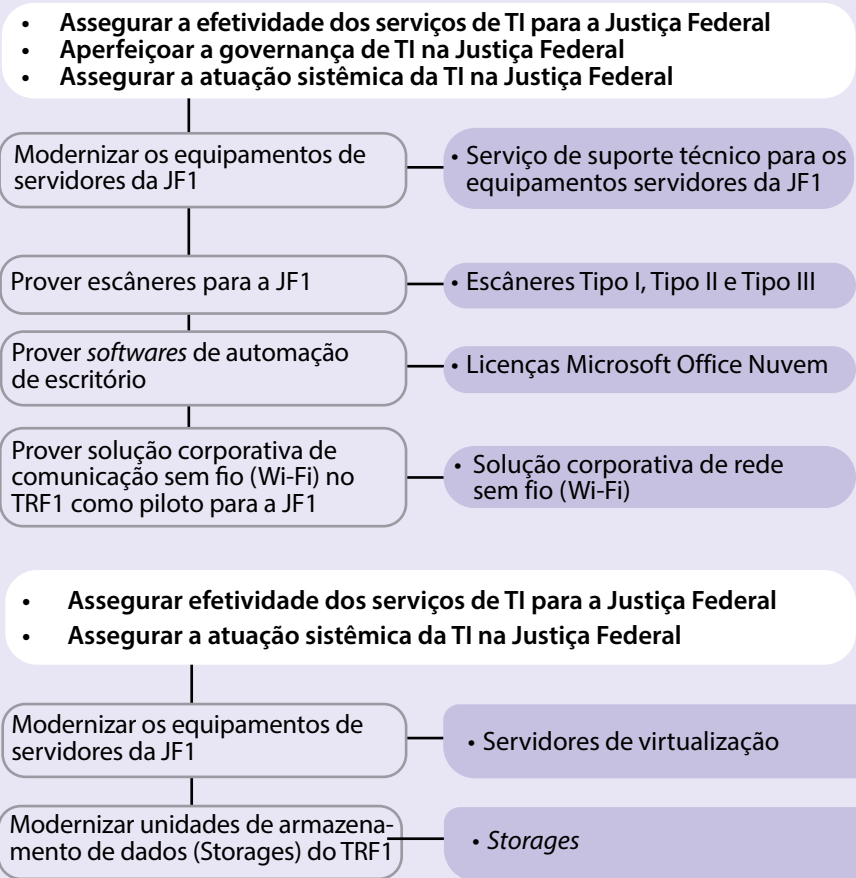 • Assegurar a efetividade dos serviços de TI para a Justiça Federal
• Aperfeiçoar a governança de TI na Justiça Federal
• Assegurar a atuação sistêmica da TI na Justiça Federal
Modernizar os equipamentos de
servidores da JF1
• Serviço de suporte técnico para os
equipamentos servidores da JF1
Prover escâneres para a JF1
• Escâneres Tipo I, Tipo II e Tipo III
Prover softwares de automação
de escritório
• Licenças Microsoft Office Nuvem
Prover solução corporativa de
comunicação sem fio (Wi-Fi) no
TRF1 como piloto para a JF1
• Solução corporativa de rede
sem fio (Wi-Fi)
• Assegurar efetividade dos serviços de TI para a Justiça Federal
• Assegurar a atuação sistêmica da TI na Justiça Federal
Modernizar os equipamentos de
servidores da JF1
• Servidores de virtualização
Modernizar unidades de armazena-
mento de dados (Storages) do TRF1
• Storages